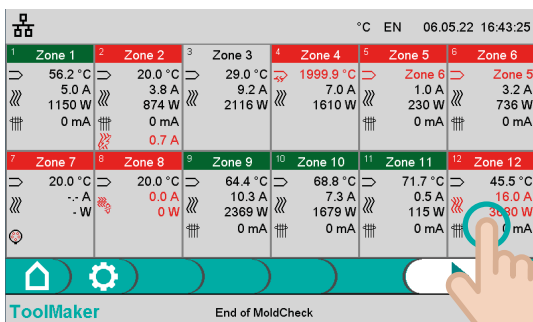 °C EN 06.05.22 16:43:25
1 Zone 1 2 Zone 2 3 Zone 3 4 Zone 4 5 Zone 5 6 Zone 6
56.2 °C 20.0 °C 29.0 °C 1999.9 °C Zone 6 Zone 5
5.0 A 3.8 A 9.2 A 7.0 A 1.0 A 3.2 A
1150 W 874 W 2116 W 1610 W 230 W 736 W
0 mA 0 mA 0 mA 0 mA
0.7 A
7 Zone 7 8 Zone 8 9 Zone 9 10 Zone 10 11 Zone 11 12 Zone 12
20.0 °C 20.0 °C 64.4 °C 68.8 °C 71.7 °C 45.5 °C
-.- A 0.0 A 10.3 A 7.3 A 0.5 A 16.0 A
- W 0 W 2369 W 1679 W 115 W W
0 mA 0 mA 0 mA mA
ToolMaker End of MoldCheck